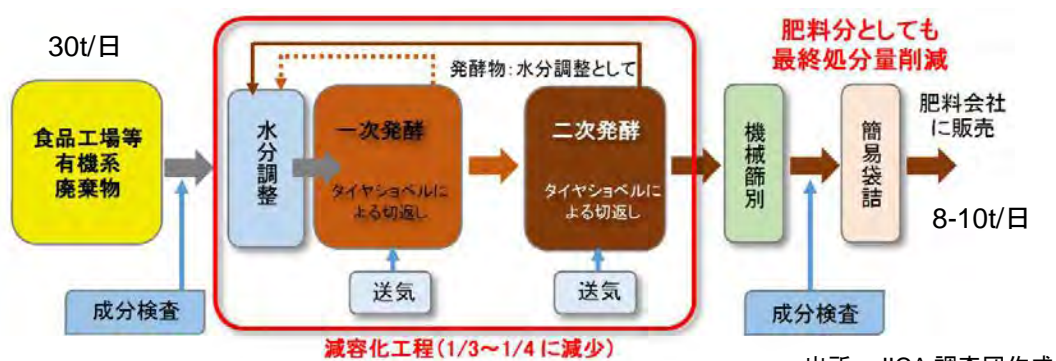 30t/日
食品工場等
有機系
廃棄物
成分検査
水分調整
発酵物：水分調整として
一次発酵
タイヤショベルに
よる切返し
送気
二次発酵
タイヤショベルに
よる切返し
送気
減容化工程（1/3～1/4 に減少）
機械篩別
成分検査
簡易袋詰
肥料分としても
最終処分量削減
肥料会社
に販売
8-10t/日